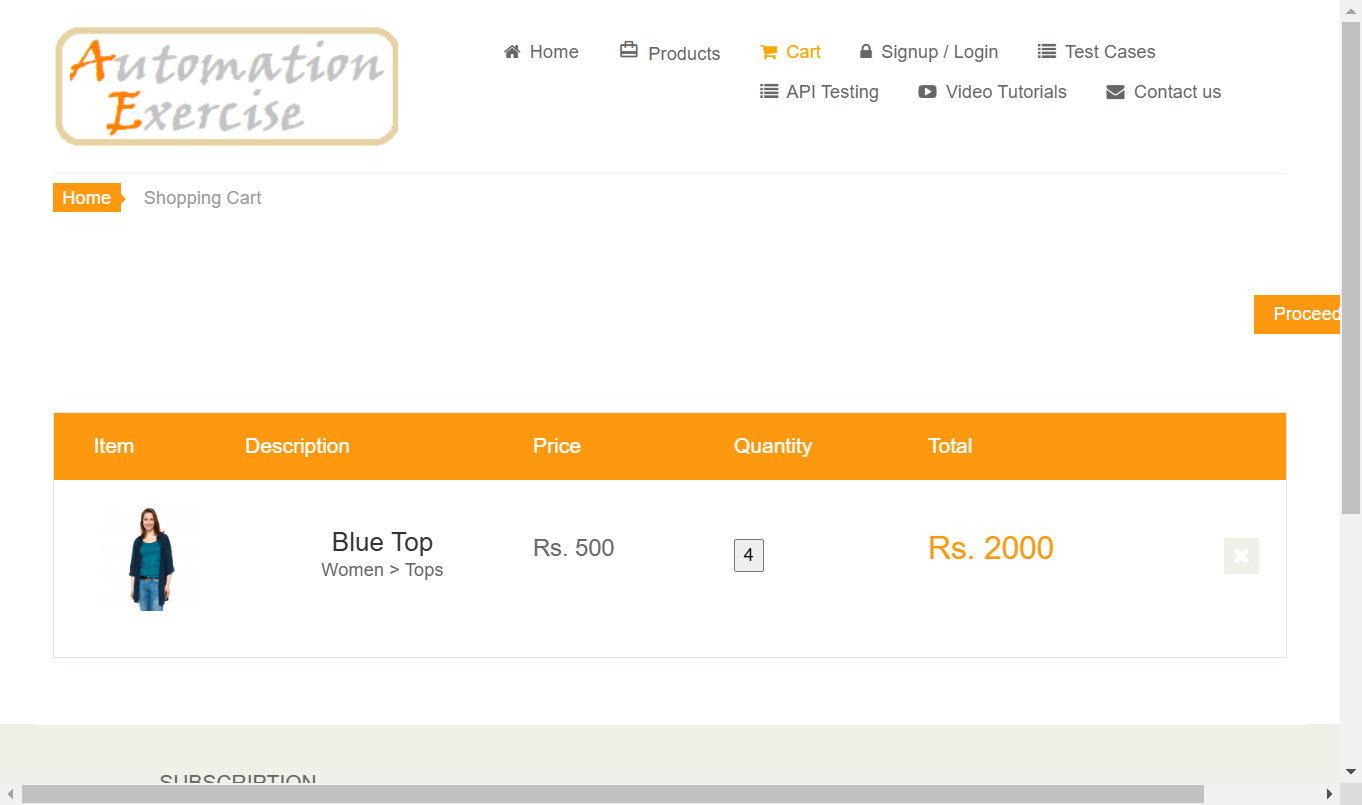 Automation
Exercise
Home Products Cart Signup / Login Test Cases
API Testing Video Tutorials Contact us
Home Shopping Cart
Proceed
Item Description Price Quantity Total
Blue Top Rs. 500 4 Rs. 2000
Women > Tops
SUBSCRIPTION